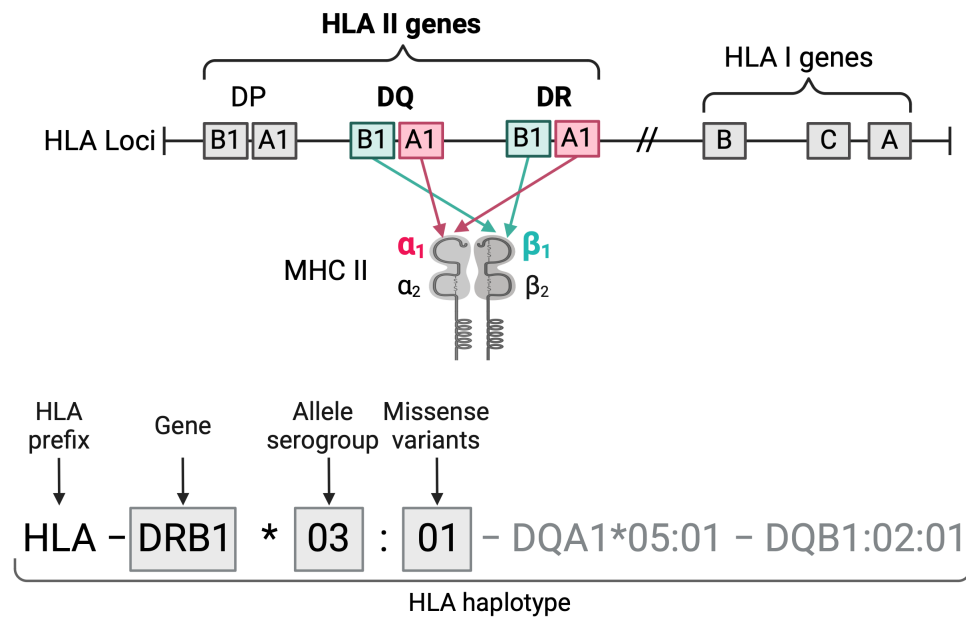 HLA II genes
HLA I genes
DP DQ DR
HLA Loci B1 A1 B1 A1 B1 A1 // B C A
α1 β1
MHC II
α2 β2
HLA prefix
Gene
Allele serogroup
Missense variants
HLA – DRB1 * 03 : 01 – DQA1*05:01 – DQB1:02:01
HLA haplotype